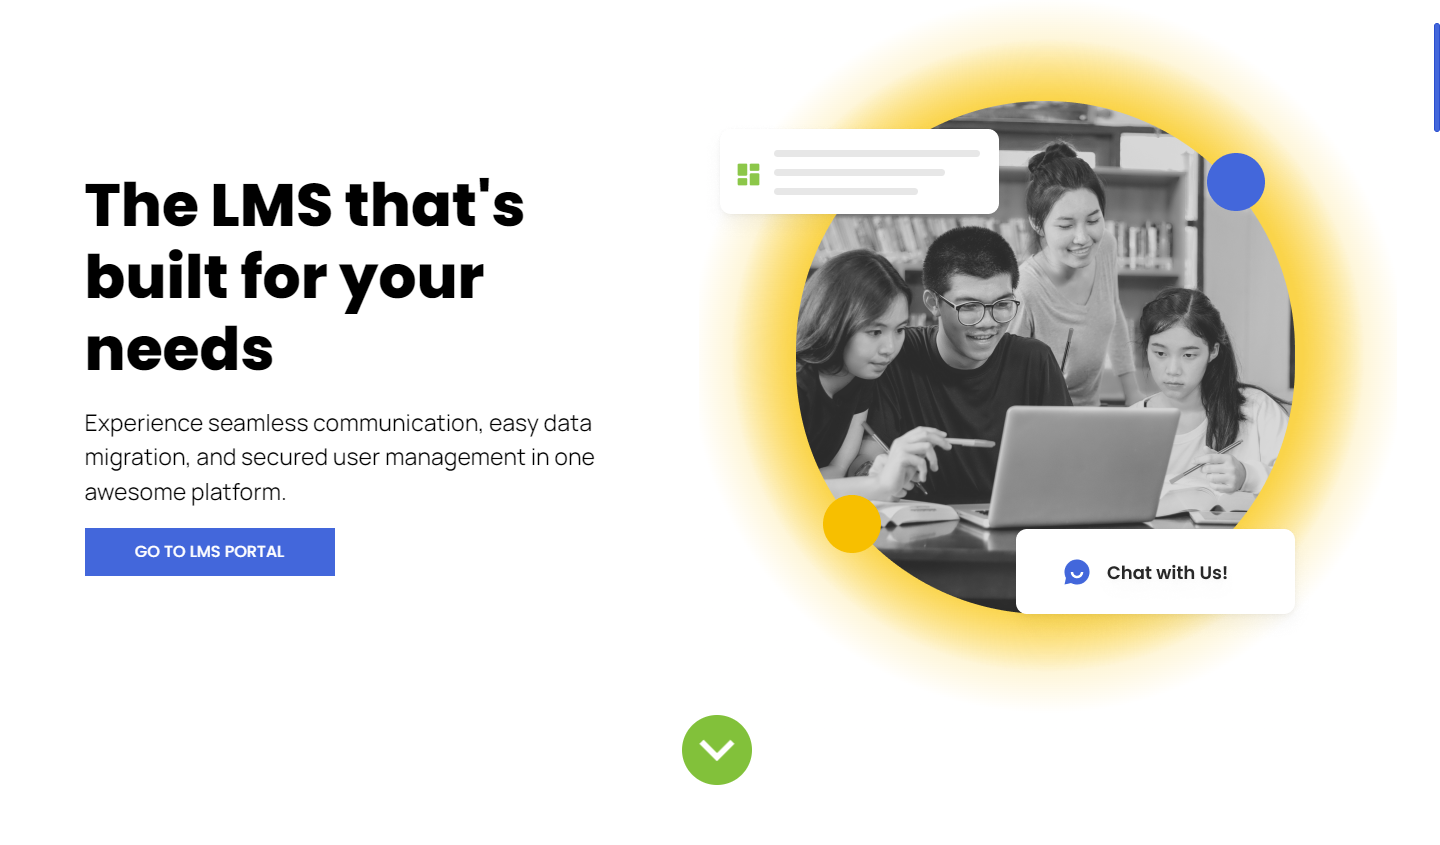 The LMS that's
built for your
needs
Experience seamless communication, easy data
migration, and secured user management in one
awesome platform.
GO TO LMS PORTAL
Chat with Us!